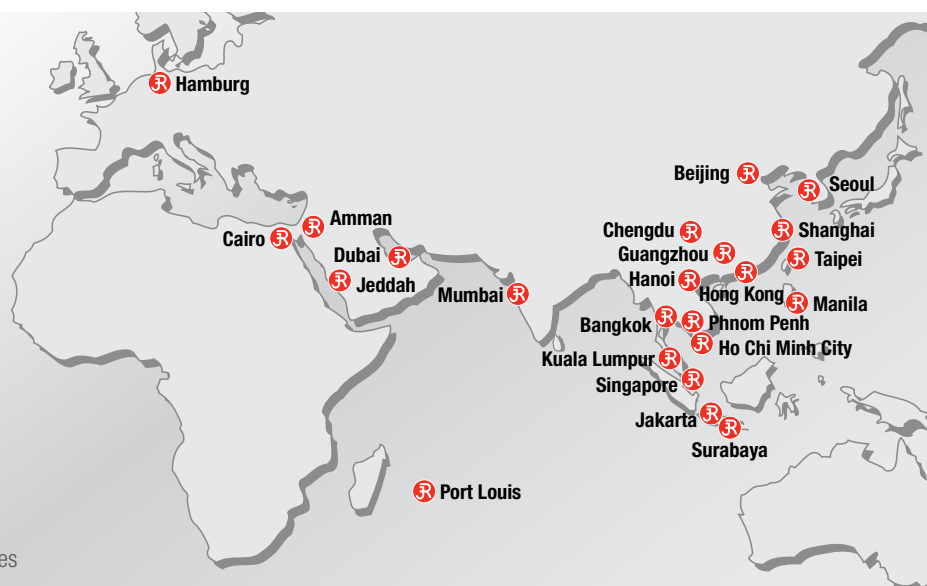 Hamburg
Beijing
Seoul
Amman
Cairo
Chengdu
Shanghai
Guangzhou
Taipei
Dubai
Hanoi
Jeddah
Hong Kong
Mumbai
Manila
Bangkok
Phnom Penh
Ho Chi Minh City
Kuala Lumpur
Singapore
Jakarta
Surabaya
Port Louis
es